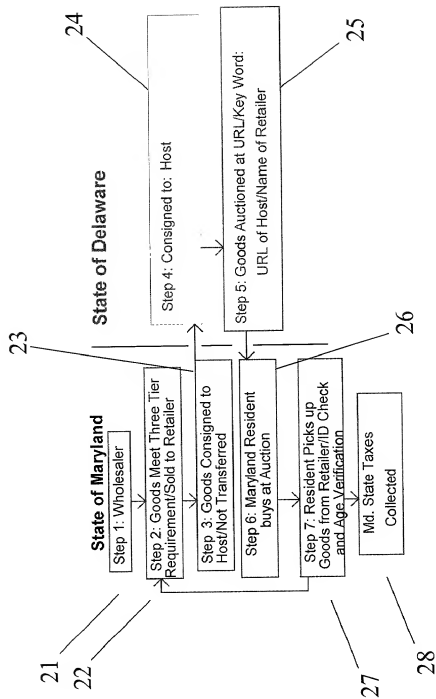 State of Maryland
21
Step 1: Wholesaler
22
Step 2: Goods Meet Three Tier
Requirement/Sold to Retailer
23
Step 3: Goods Consigned to
Host/Not Transferred
State of Delaware
24
Step 4: Consigned to: Host
25
Step 5: Goods Auctioned at URL/Key Word:
URL of Host/Name of Retailer
26
Step 6: Maryland Resident
buys at Auction
27
Step 7: Resident Picks up
Goods from Retailer/ID Check
and Age Verfication
28
Md. State Taxes
Collected